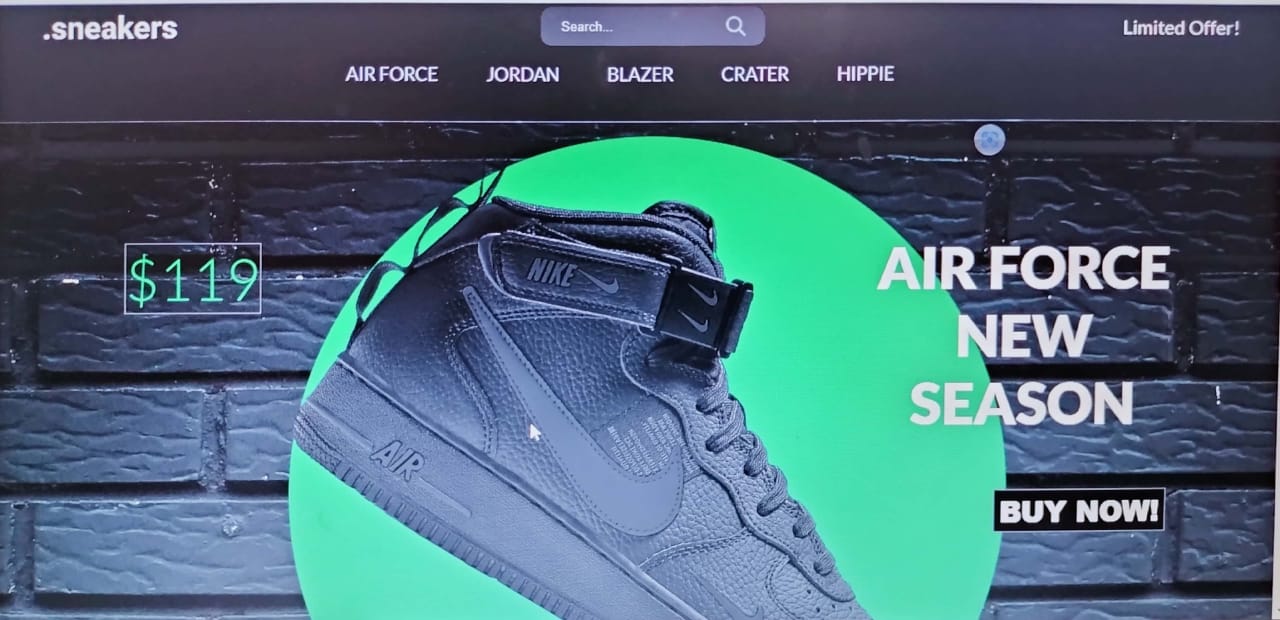 .sneakers
Search...
Limited Offer!
AIR FORCE
JORDAN
BLAZER
CRATER
HIPPIE
$119
NIKE
AIR
AIR FORCE
NEW
SEASON
BUY NOW!